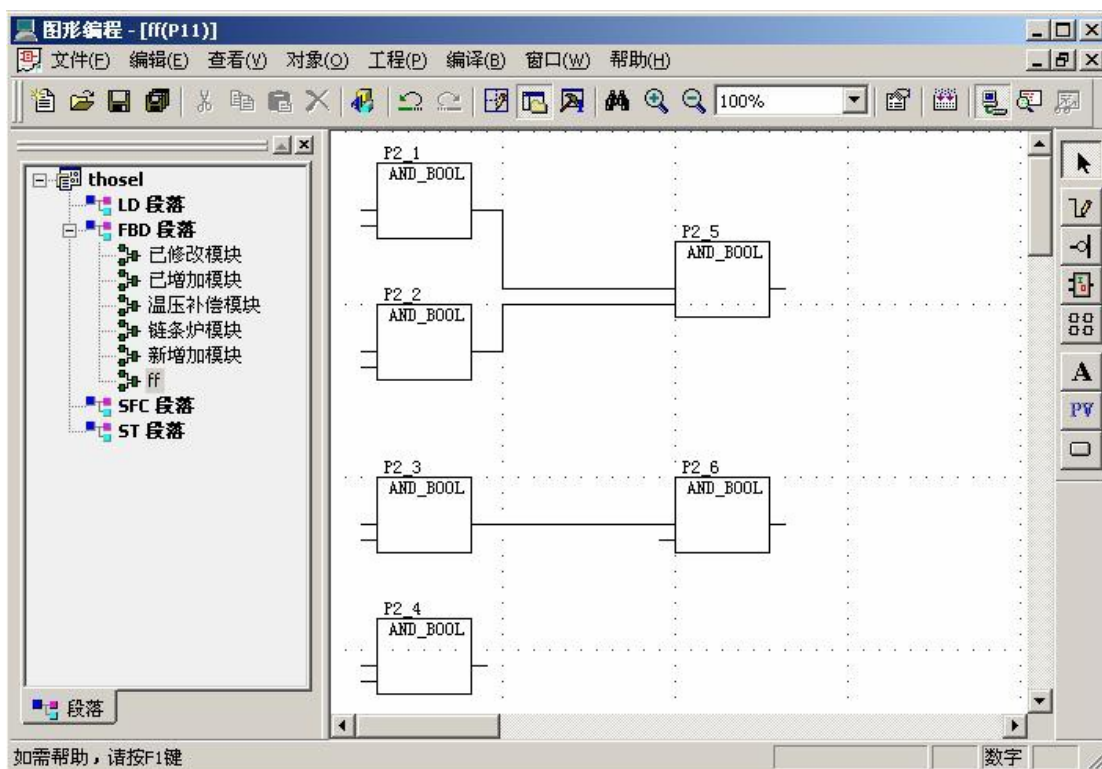 图形编程 - [ff(P11)]
文件(F) 编辑(E) 查看(V) 对象(O) 工程(P) 编译(B) 窗口(W) 帮助(H)
100%
thosel
LD 段落
FBD 段落
已修改模块
已增加模块
温压补偿模块
链条炉模块
新增加模块
ff
SFC 段落
ST 段落
段落
P2_1
AND_BOOL
P2_5
AND_BOOL
P2_2
AND_BOOL
P2_3
AND_BOOL
P2_6
AND_BOOL
P2_4
AND_BOOL
A
PV
如需帮助，请按F1键
数字